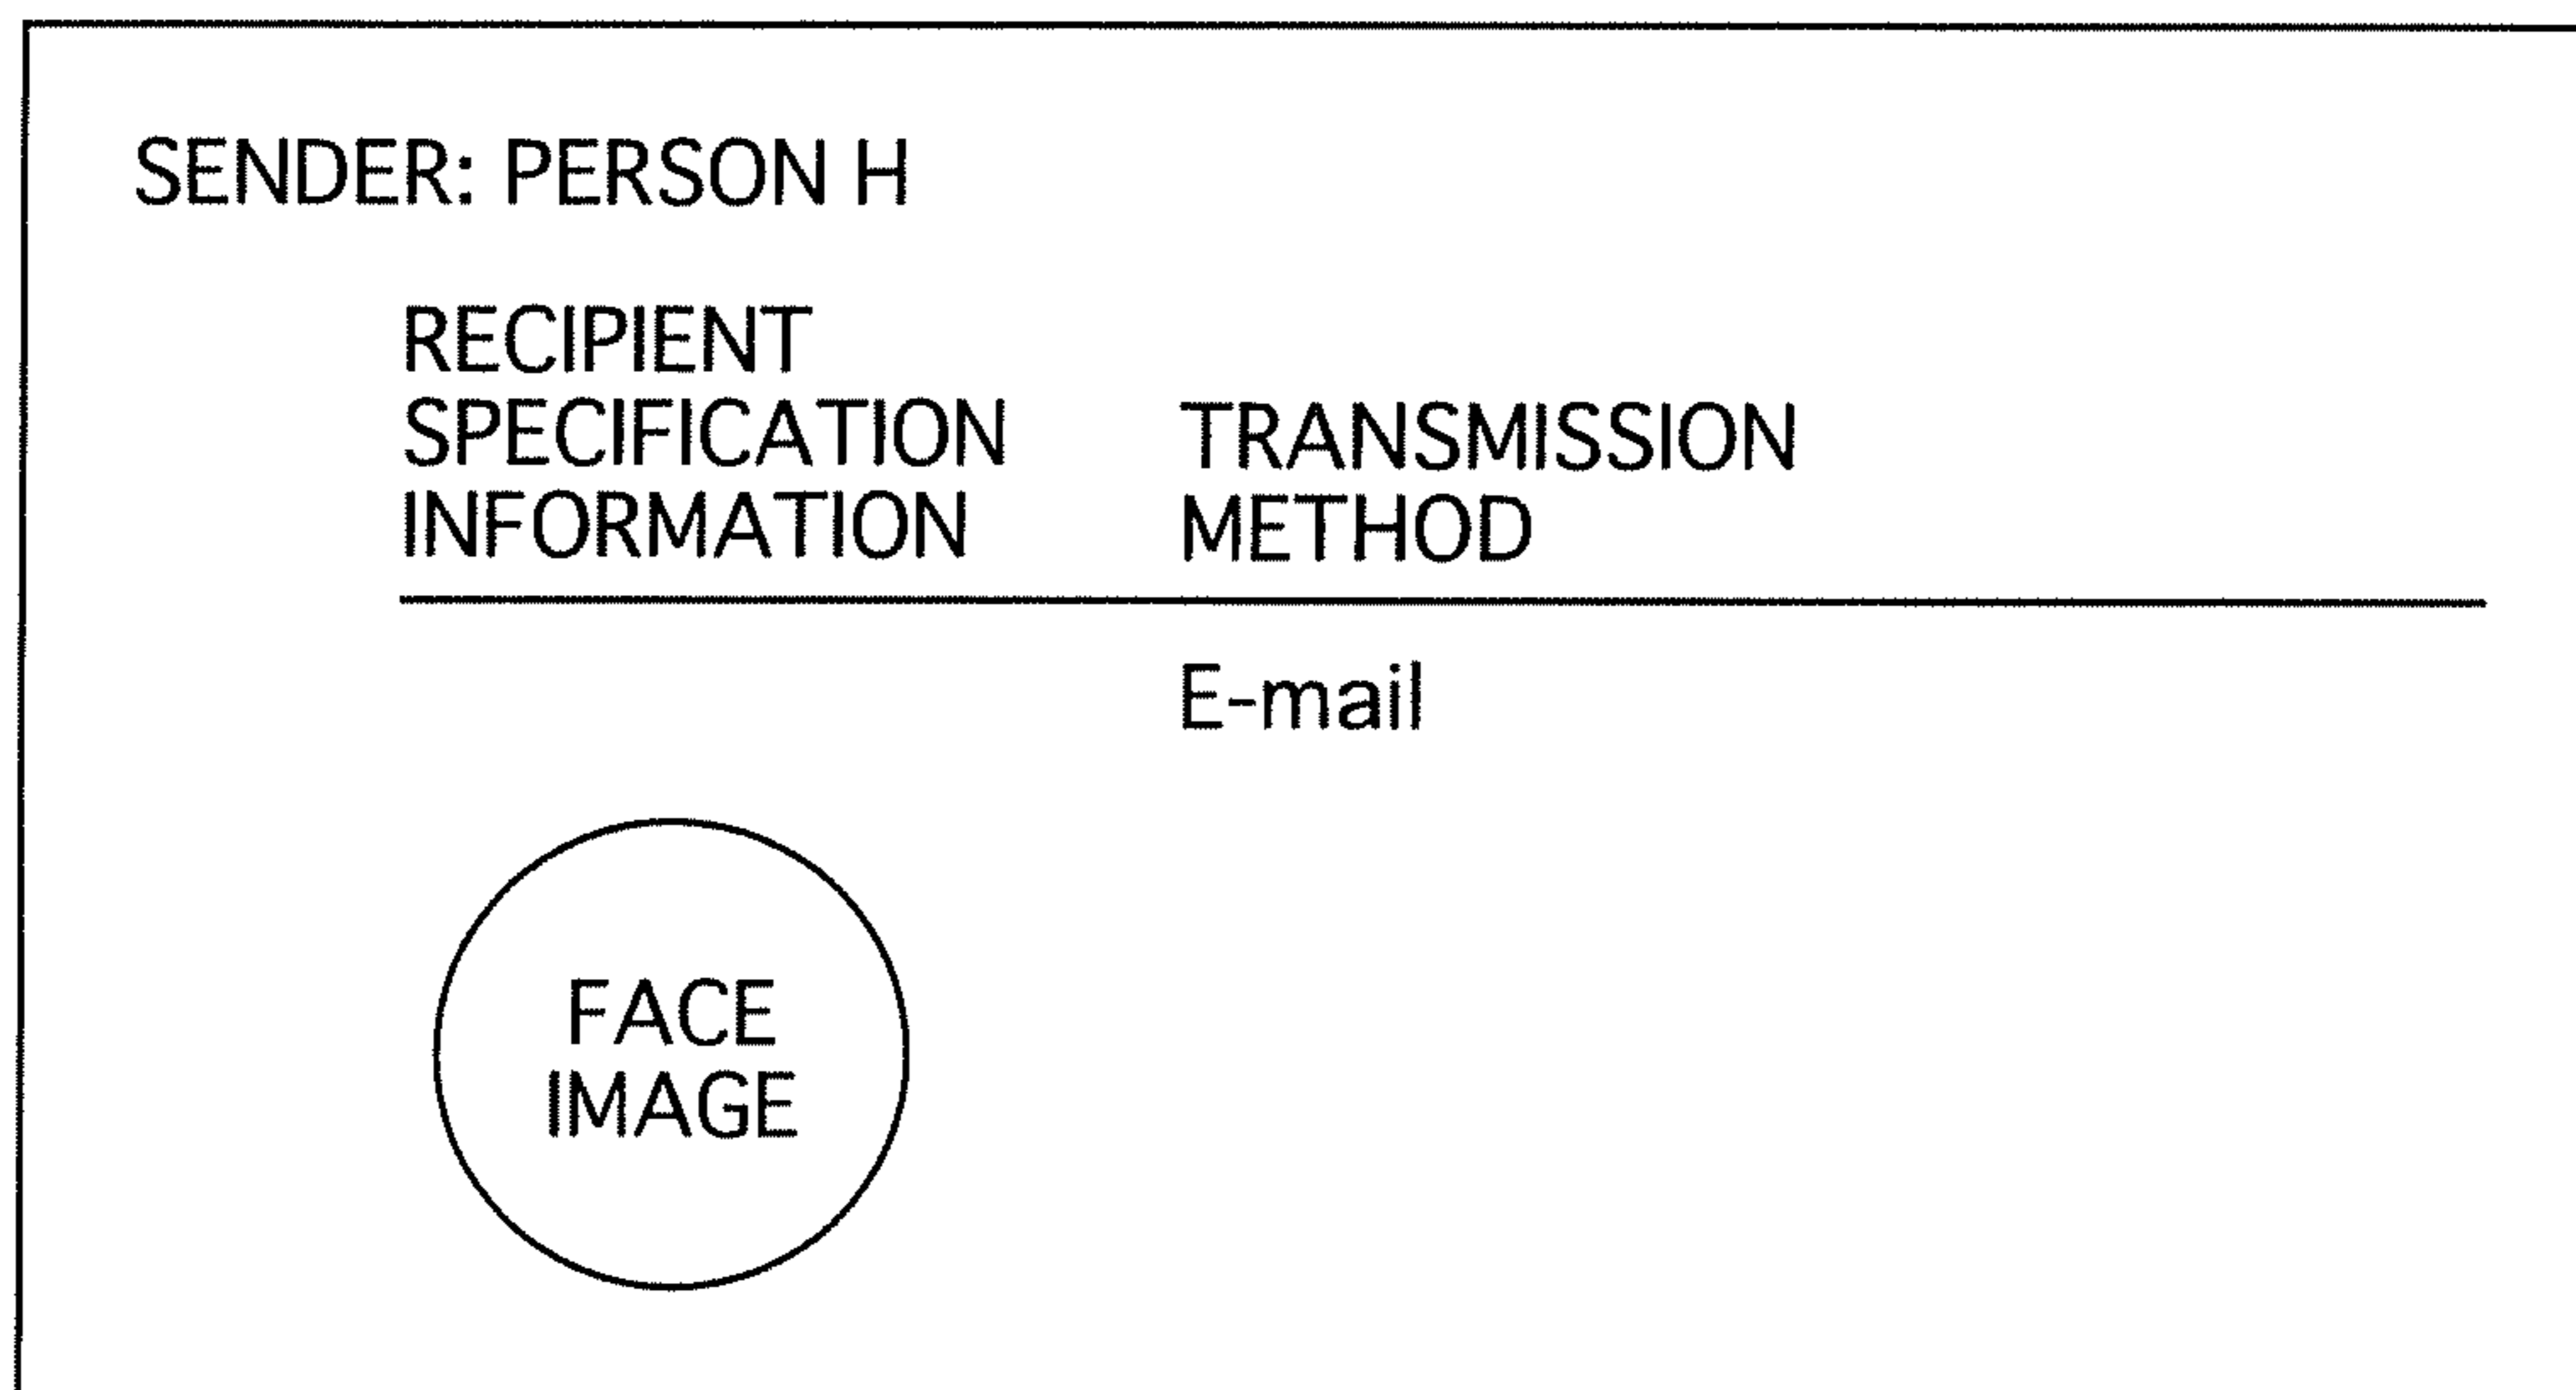 SENDER: PERSON H
RECIPIENT
SPECIFICATION
INFORMATION
TRANSMISSION
METHOD
E-mail
FACE
IMAGE